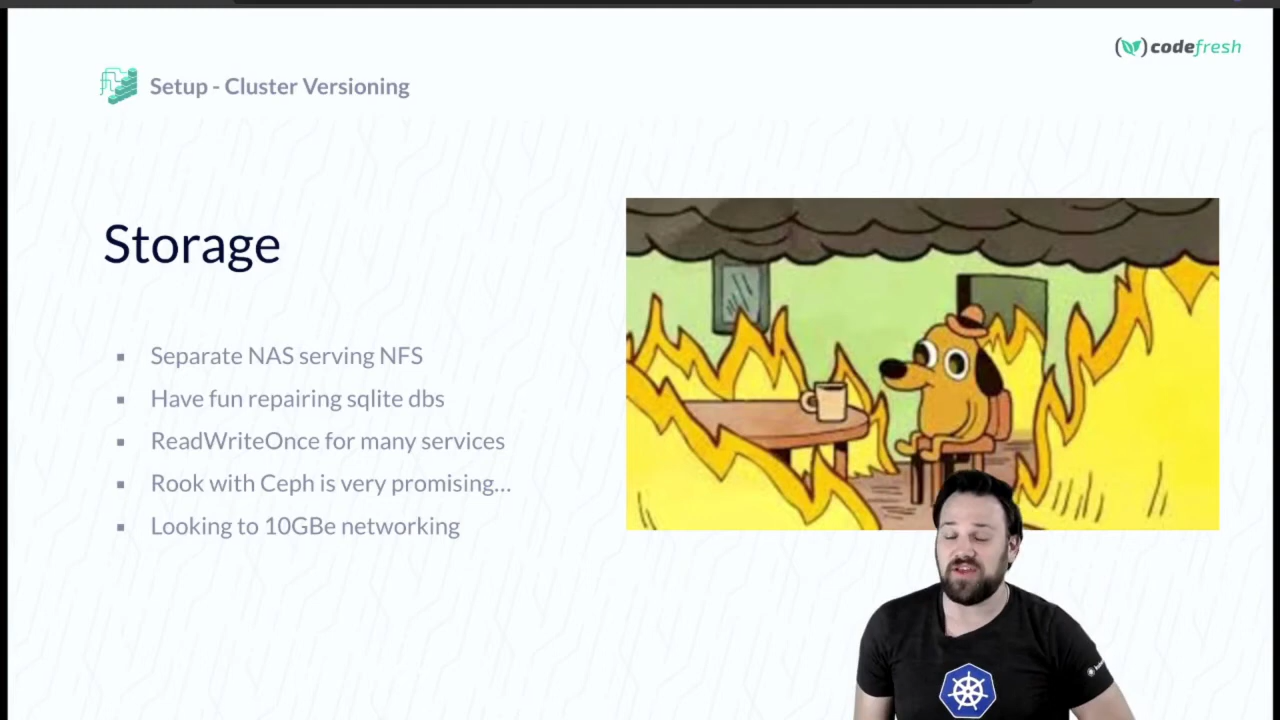 (codefresh
Setup - Cluster Versioning
Storage
Separate NAS serving NFS
Have fun repairing sqlite dbs
ReadWriteOnce for many services
Rook with Ceph is very promising...
Looking to 10GBe networking